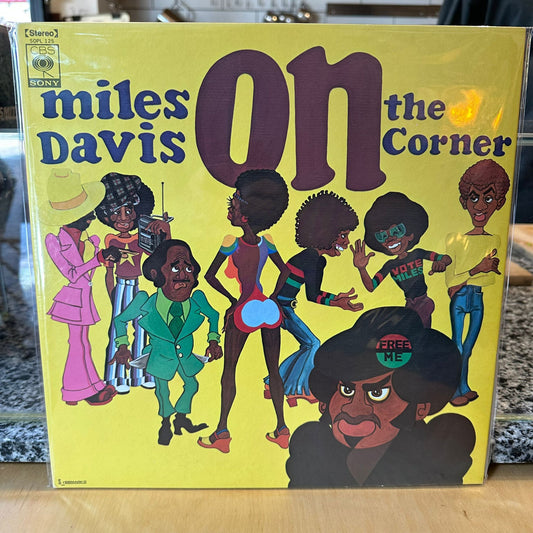 Stereo
SOPL 125
CBS
SONY
miles Davis
On
the Corner
VOTE
MILES
FREE
ME